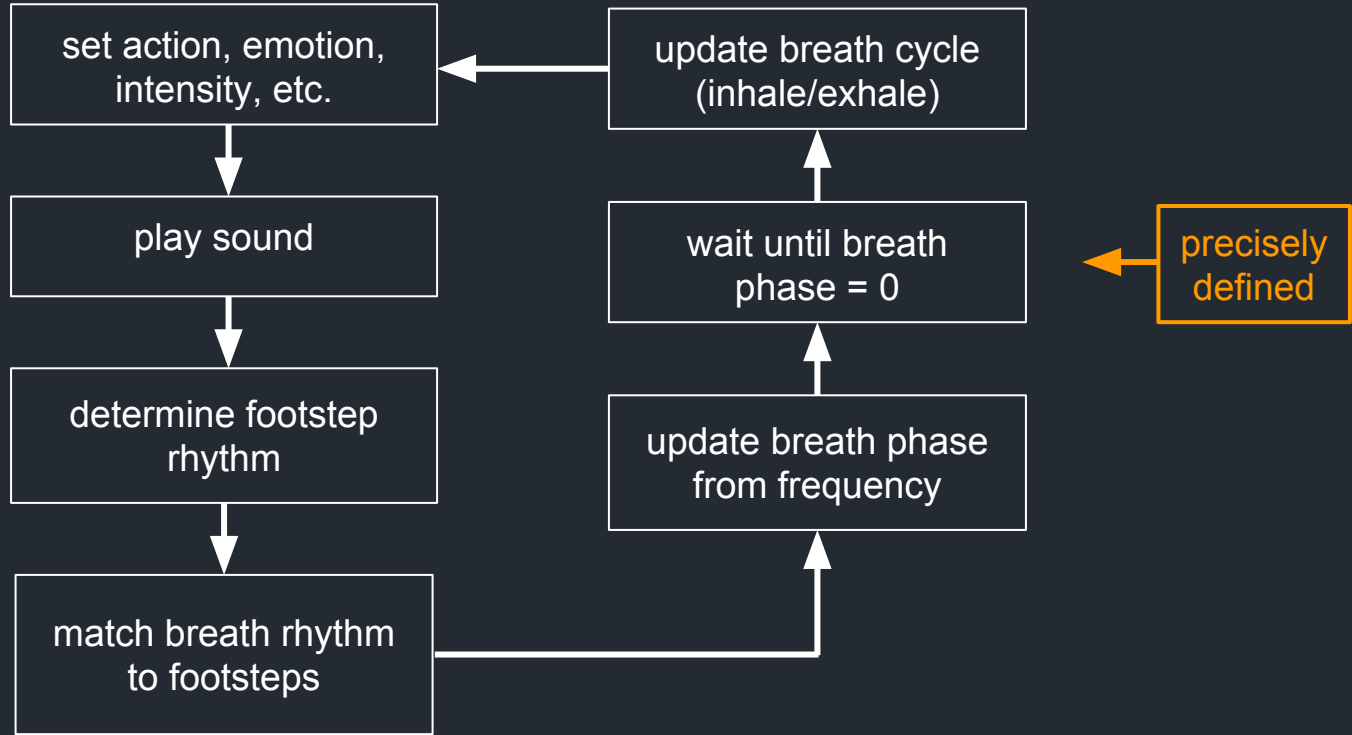 set action, emotion,
intensity, etc.
play sound
determine footstep
rhythm
match breath rhythm
to footsteps
update breath phase
from frequency
wait until breath
phase = 0
update breath cycle
(inhale/exhale)
precisely
defined